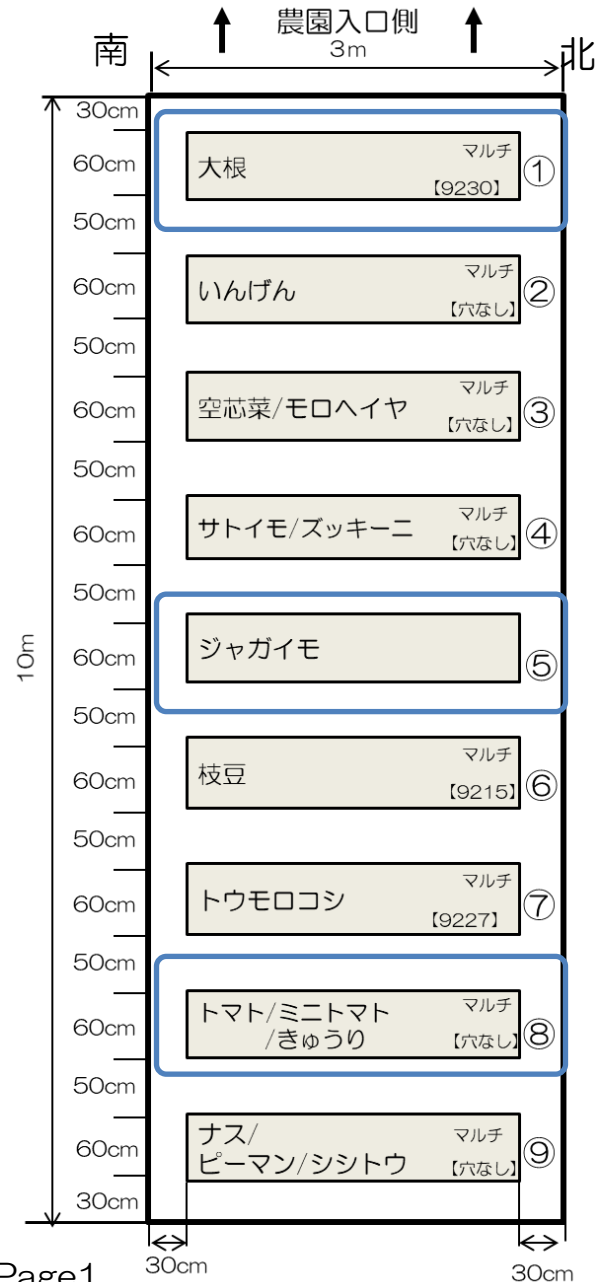 農園入口側
南
3m
北
30cm
60cm
大根
マルチ
【9230】
①
50cm
60cm
いんげん
マルチ
【穴なし】
②
50cm
60cm
空芯菜/モロヘイヤ
マルチ
【穴なし】
③
50cm
60cm
サトイモ/ズッキーニ
マルチ
【穴なし】
④
50cm
10m
60cm
ジャガイモ
⑤
50cm
60cm
枝豆
マルチ
【9215】
⑥
50cm
60cm
トウモロコシ
マルチ
【9227】
⑦
50cm
60cm
トマト/ミニトマト
/きゅうり
マルチ
【穴なし】
⑧
50cm
60cm
ナス/
ピーマン/シシトウ
マルチ
【穴なし】
⑨
30cm
Page1
30cm
30cm